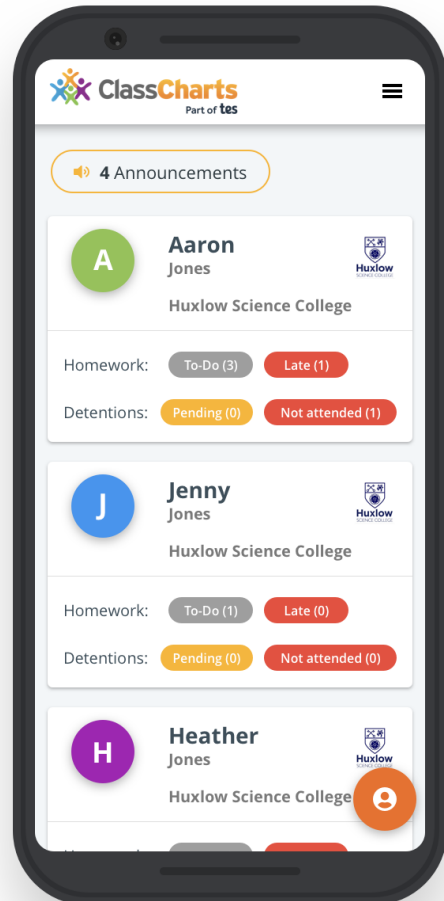 ClassCharts
Part of tes
4 Announcements
A
Aaron
Jones
Huxlow
SCIENCE COLLEGE
Huxlow Science College
Homework: To-Do (3) Late (1)
Detentions: Pending (0) Not attended (1)
J
Jenny
Jones
Huxlow
SCIENCE COLLEGE
Huxlow Science College
Homework: To-Do (1) Late (0)
Detentions: Pending (0) Not attended (0)
H
Heather
Jones
Huxlow
Huxlow Science College